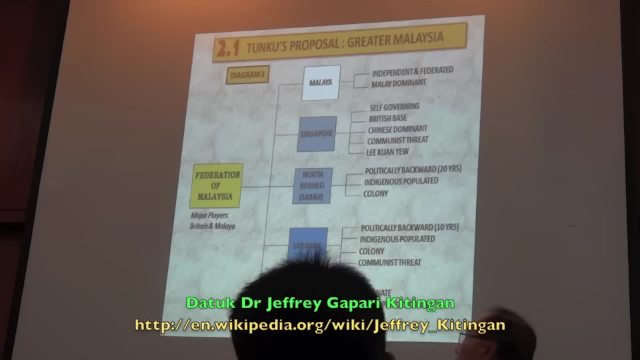 2.1 TUNKU'S PROPOSAL : GREATER MALAYSIA
DIAGRAM 3
MALAYA
INDEPENDENT & FEDERATED
MALAY DOMINANT
SINGAPORE
SELF-GOVERNING
BRITISH BASE
CHINESE DOMINANT
COMMUNIST THREAT
LEE KUAN YEW
FEDERATION
OF
MALAYSIA
Major Players:
Britain & Malaya
NORTH
BORNEO
(SABAH)
POLITICALLY BACKWARD (20 YRS)
INDIGENOUS POPULATED
COLONY
SARAWAK
POLITICALLY BACKWARD (10 YRS)
INDIGENOUS POPULATED
COLONY
COMMUNIST THREAT
Datuk Dr Jeffrey Gapari Kitingan
http://en.wikipedia.org/wiki/Jeffrey_Kitingan